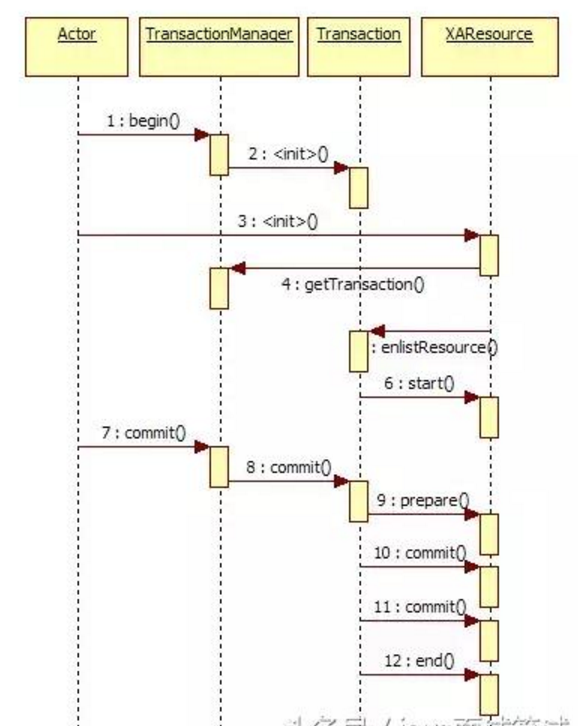 Actor
TransactionManager
Transaction
XAResource
1 : begin()
2 : <init>()
3 : <init>()
4 : getTransaction()
: enlistResource()
6 : start()
7 : commit()
8 : commit()
9 : prepare()
10 : commit()
11 : commit()
12 : end()